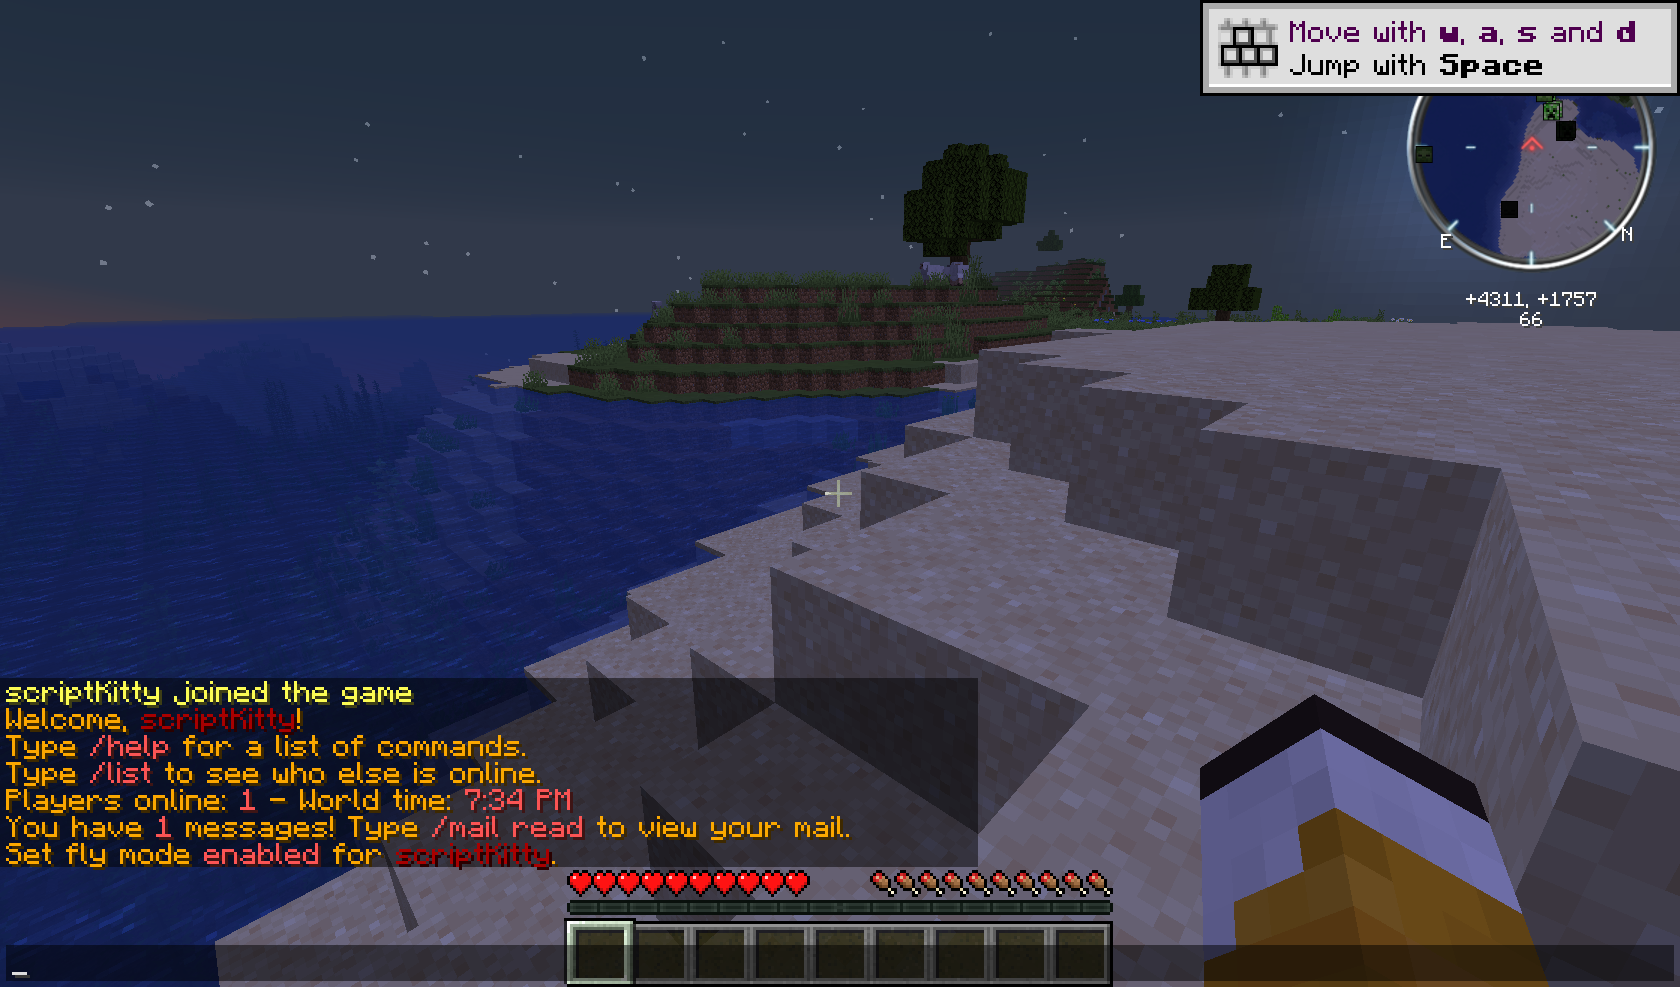 Move with w, a, s and d
Jump with Space
E
N
+4311, +1757
66
scriptKitty joined the game
Welcome, scriptKitty!
Type /help for a list of commands.
Type /list to see who else is online.
Players online: 1 – World time: 7:34 PM
You have 1 messages! Type /mail read to view your mail.
Set fly mode enabled for scriptKitty.
_